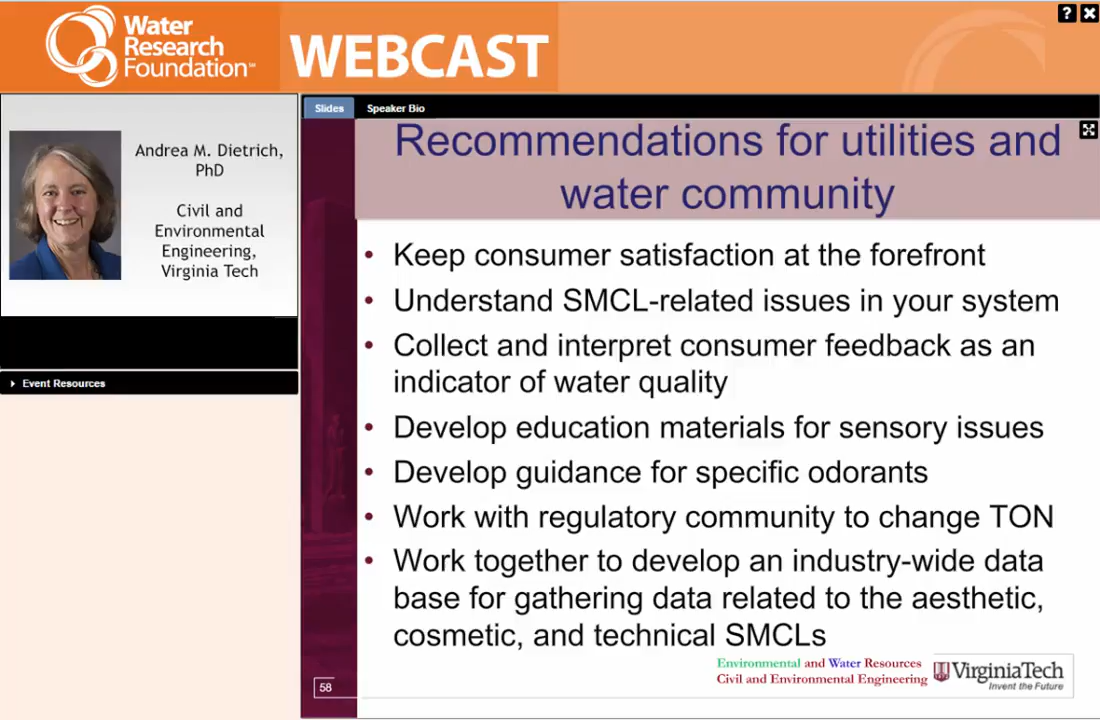 Water
Research
Foundation℠
WEBCAST
? ×
Andrea M. Dietrich,
PhD
Civil and
Environmental
Engineering,
Virginia Tech
Event Resources
Slides
Speaker Bio
Recommendations for utilities and
water community
• Keep consumer satisfaction at the forefront
• Understand SMCL-related issues in your system
• Collect and interpret consumer feedback as an
indicator of water quality
• Develop education materials for sensory issues
• Develop guidance for specific odorants
• Work with regulatory community to change TON
• Work together to develop an industry-wide data
base for gathering data related to the aesthetic,
cosmetic, and technical SMCLs
Environmental and Water Resources
Civil and Environmental Engineering
VirginiaTech
Invent the Future
58